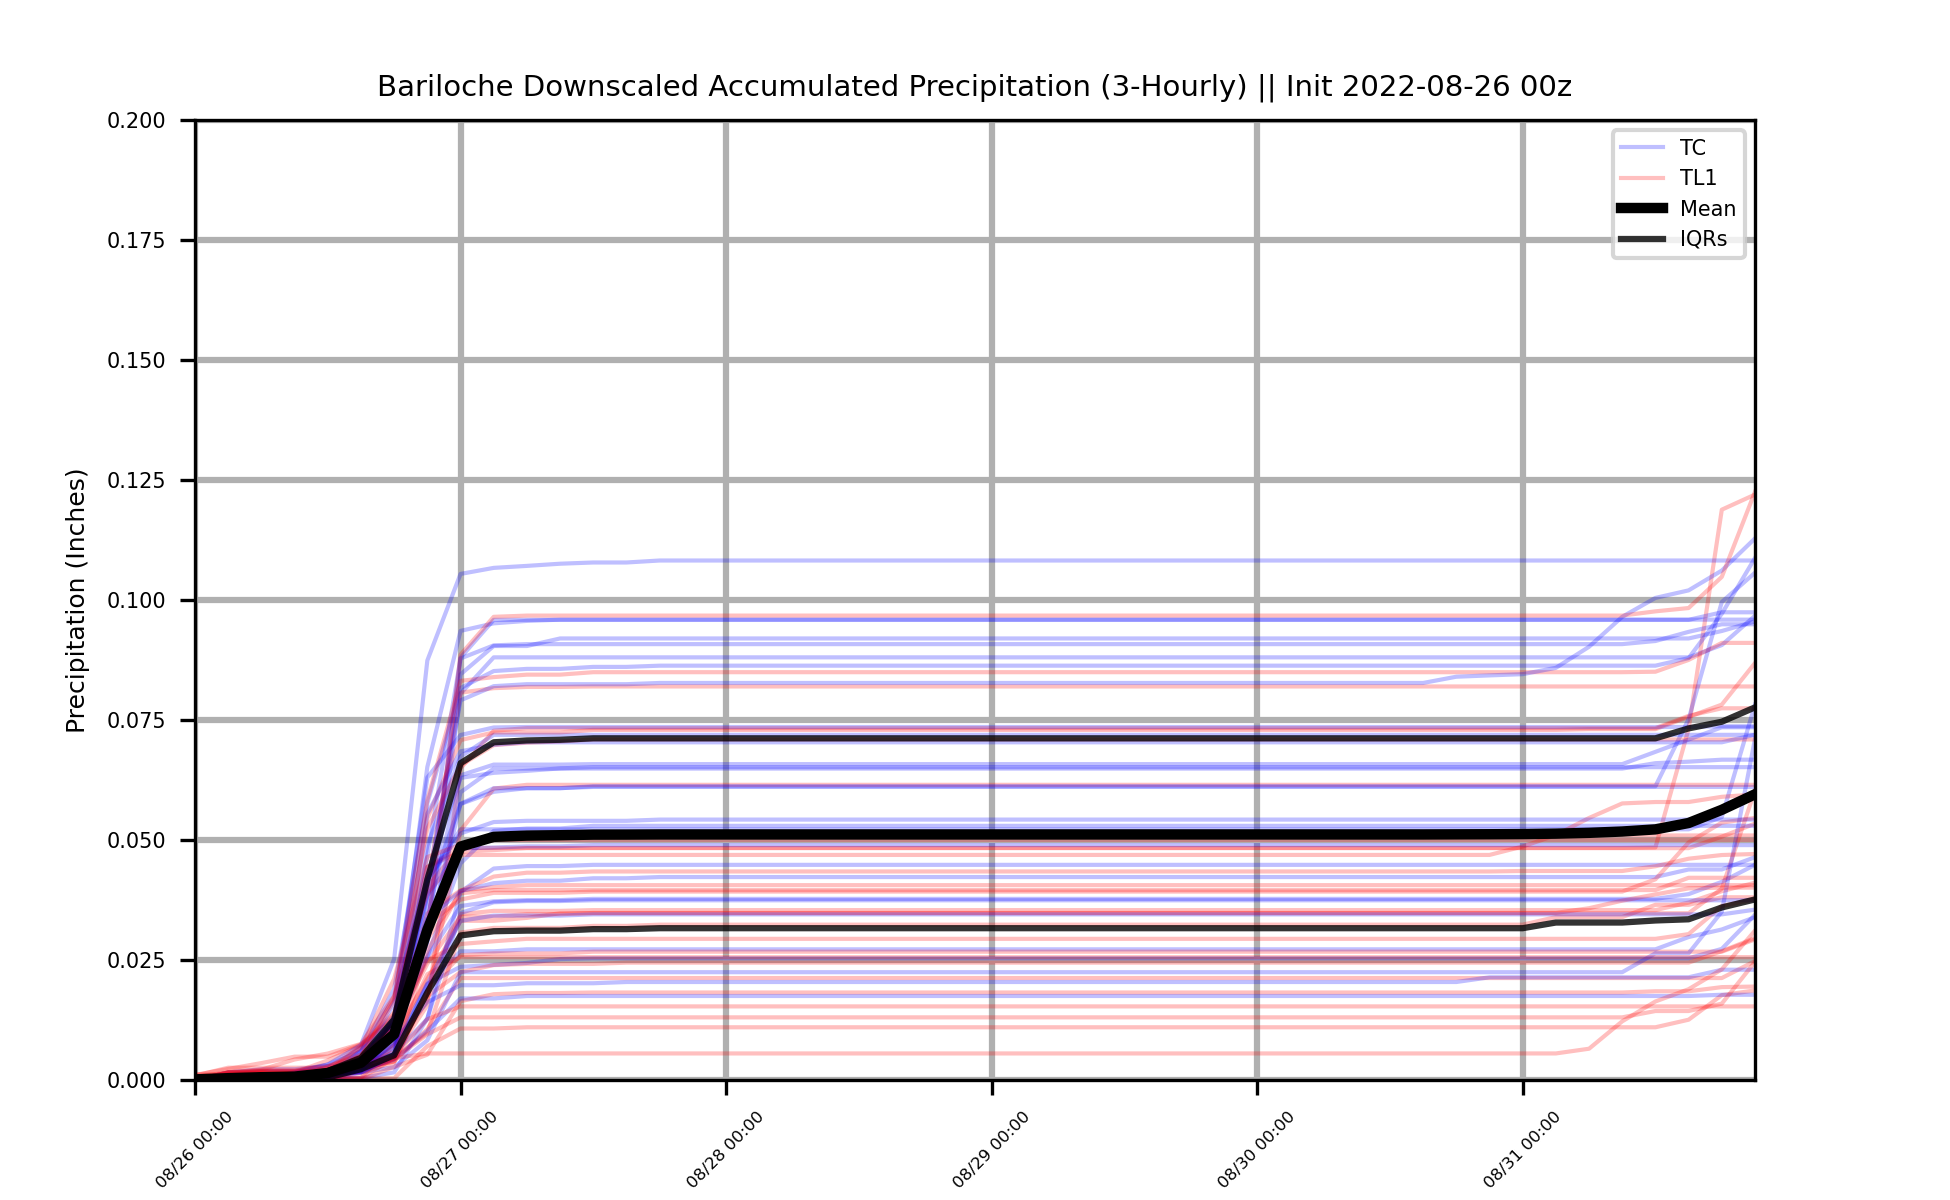 Bariloche Downscaled Accumulated Precipitation (3-Hourly) || Init 2022-08-26 00z
0.200
0.175
0.150
0.125
0.100
0.075
0.050
0.025
0.000
Precipitation (Inches)
TC
TL1
Mean
IQRs
08/26 00:00
08/27 00:00
08/28 00:00
08/29 00:00
08/30 00:00
08/31 00:00